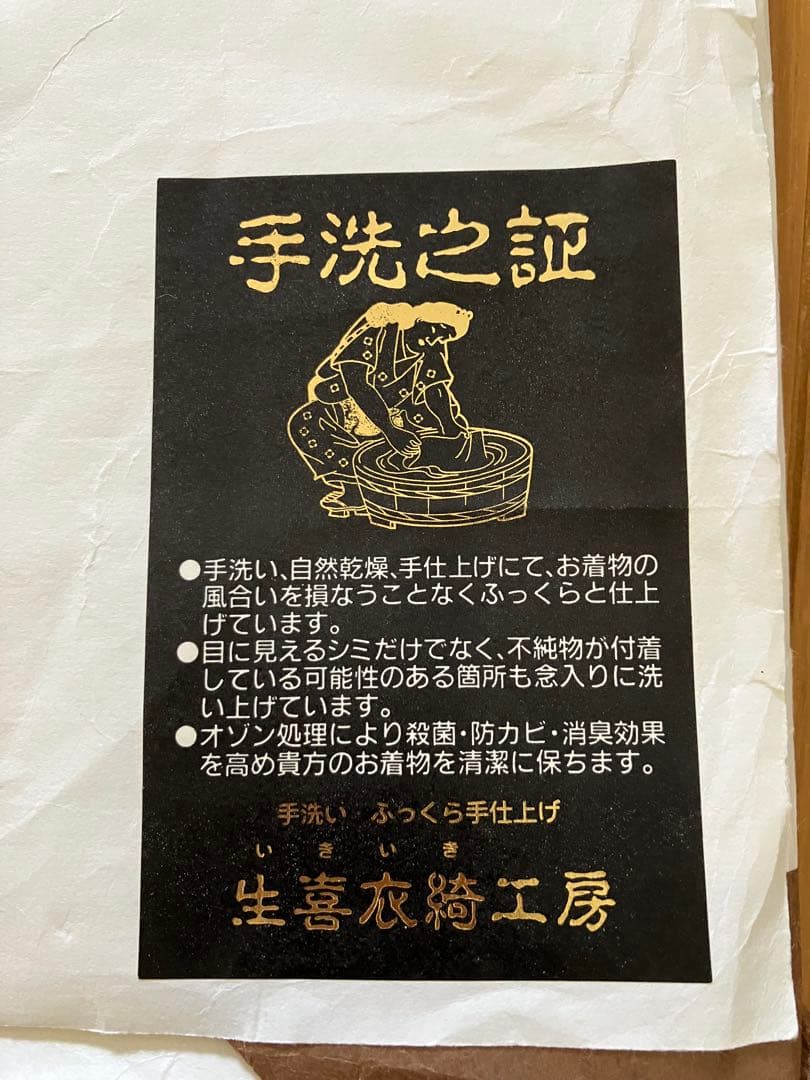 手洗之証
●手洗い、自然乾燥、手仕上げにて、お着物の
風合いを損なうことなくふっくらと仕上
げています。
●目に見えるシミだけでなく、不純物が付着
している可能性のある箇所も念入りに洗
い上げています。
●オゾン処理により殺菌・防カビ・消臭効果
を高め貴方のお着物を清潔に保ちます。
手洗い ふっくら手仕上げ
いきいき
生喜衣綺工房